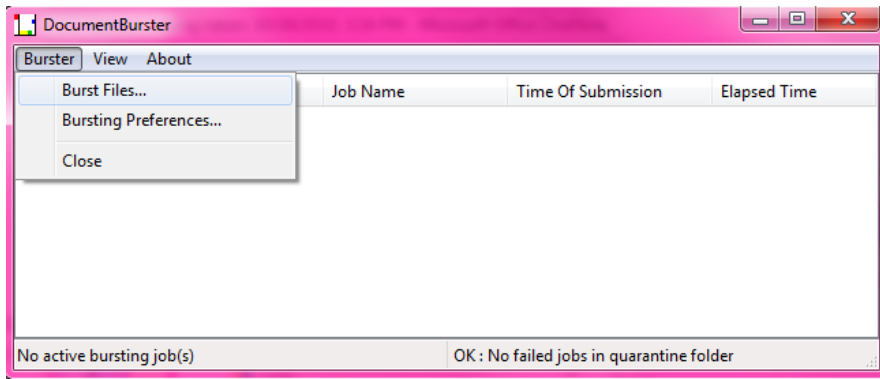 DocumentBurster
Burster View About
Burst Files... Job Name Time Of Submission Elapsed Time
Bursting Preferences...
Close
No active bursting job(s) OK : No failed jobs in quarantine folder